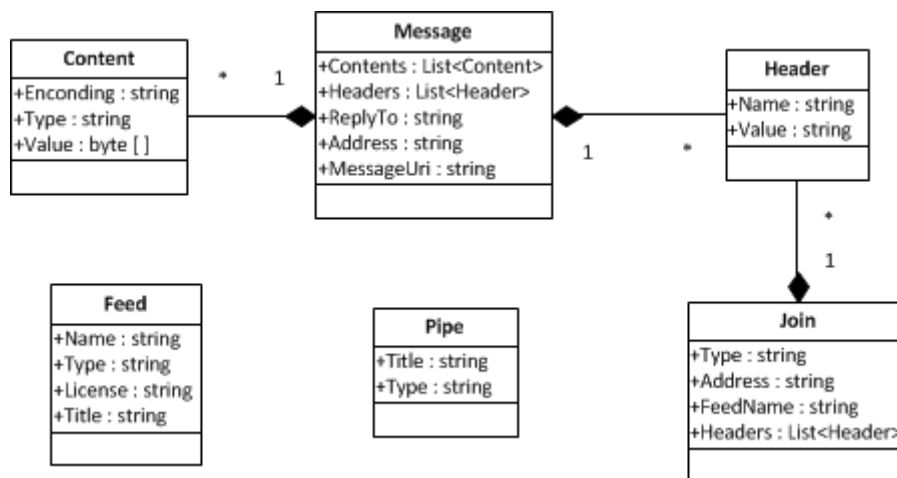 Content
+Enconding : string
+Type : string
+Value : byte [ ]
* 1
Message
+Contents : List<Content>
+Headers : List<Header>
+ReplyTo : string
+Address : string
+MessageUri : string
1 *
Header
+Name : string
+Value : string
*
1
Feed
+Name : string
+Type : string
+License : string
+Title : string
Pipe
+Title : string
+Type : string
Join
+Type : string
+Address : string
+FeedName : string
+Headers : List<Header>